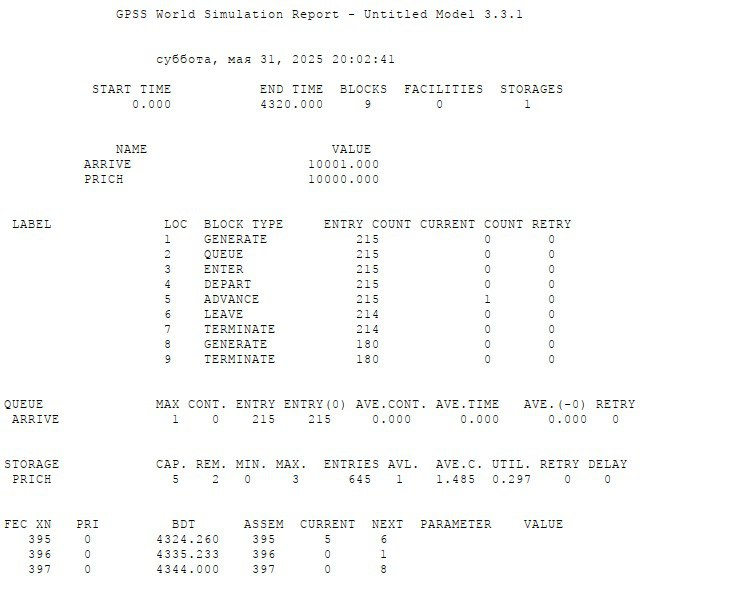 GPSS World Simulation Report - Untitled Model 3.3.1
суббота, мая 31, 2025 20:02:41
START TIME END TIME BLOCKS FACILITIES STORAGES
0.000 4320.000 9 0 1
NAME VALUE
ARRIVE 10001.000
PRICH 10000.000
LABEL LOC BLOCK TYPE ENTRY COUNT CURRENT COUNT RETRY
1 GENERATE 215 0 0
2 QUEUE 215 0 0
3 ENTER 215 0 0
4 DEPART 215 0 0
5 ADVANCE 215 1 0
6 LEAVE 214 0 0
7 TERMINATE 214 0 0
8 GENERATE 180 0 0
9 TERMINATE 180 0 0
QUEUE MAX CONT. ENTRY ENTRY(0) AVE.CONT. AVE.TIME AVE.(-0) RETRY
ARRIVE 1 0 215 215 0.000 0.000 0.000 0
STORAGE CAP. REM. MIN. MAX. ENTRIES AVL. AVE.C. UTIL. RETRY DELAY
PRICH 5 2 0 3 645 1 1.485 0.297 0 0
FEC XN PRI BDT ASSEM CURRENT NEXT PARAMETER VALUE
395 0 4324.260 395 5 6
396 0 4335.233 396 0 1
397 0 4344.000 397 0 8